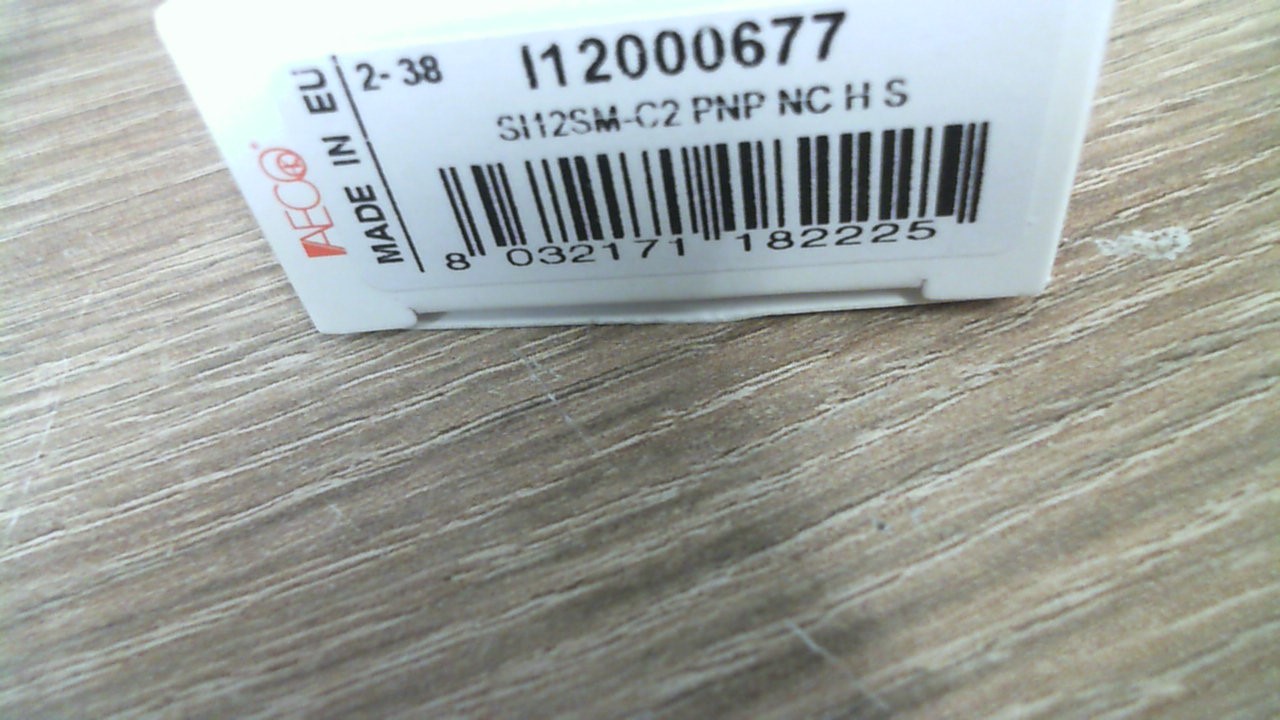 AECO®
MADE IN EU
2-38
I12000677
SI12SM-C2 PNP NC H S
8 032171 182225